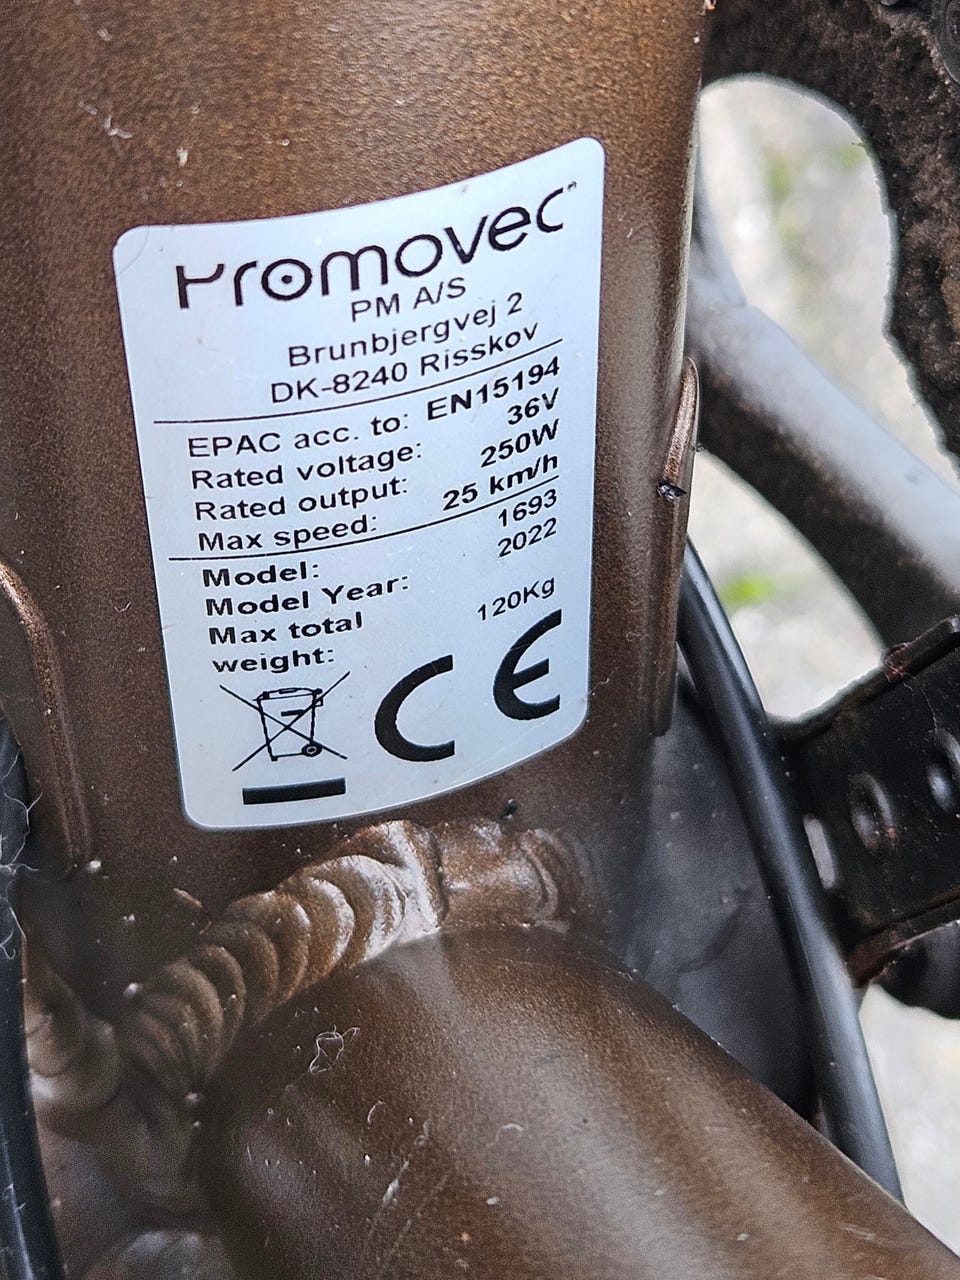 Promovec
PM A/S
Brunbjergvej 2
DK-8240 Risskov
EPAC acc. to: EN15194
Rated voltage: 36V
Rated output: 250W
Max speed: 25 km/h
Model: 1693
Model Year: 2022
Max total 120Kg
weight:
CE